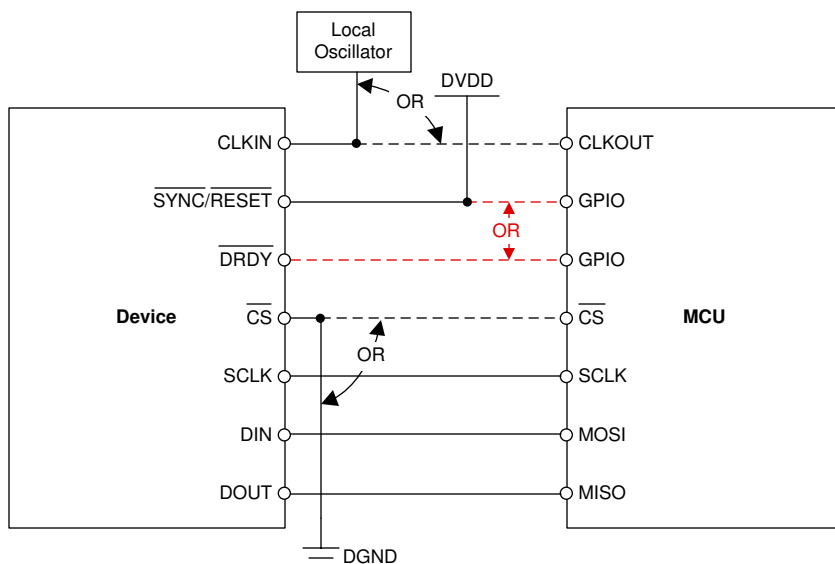 Local
Oscillator
OR
DVDD
CLKIN
CLKOUT
SYNC/RESET
GPIO
OR
DRDY
GPIO
Device
CS
CS
MCU
OR
SCLK
SCLK
DIN
MOSI
DOUT
MISO
DGND